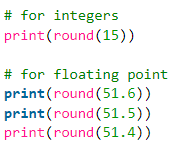 # for integers
print(round(15))
# for floating point
print(round(51.6))
print(round(51.5))
print(round(51.4))